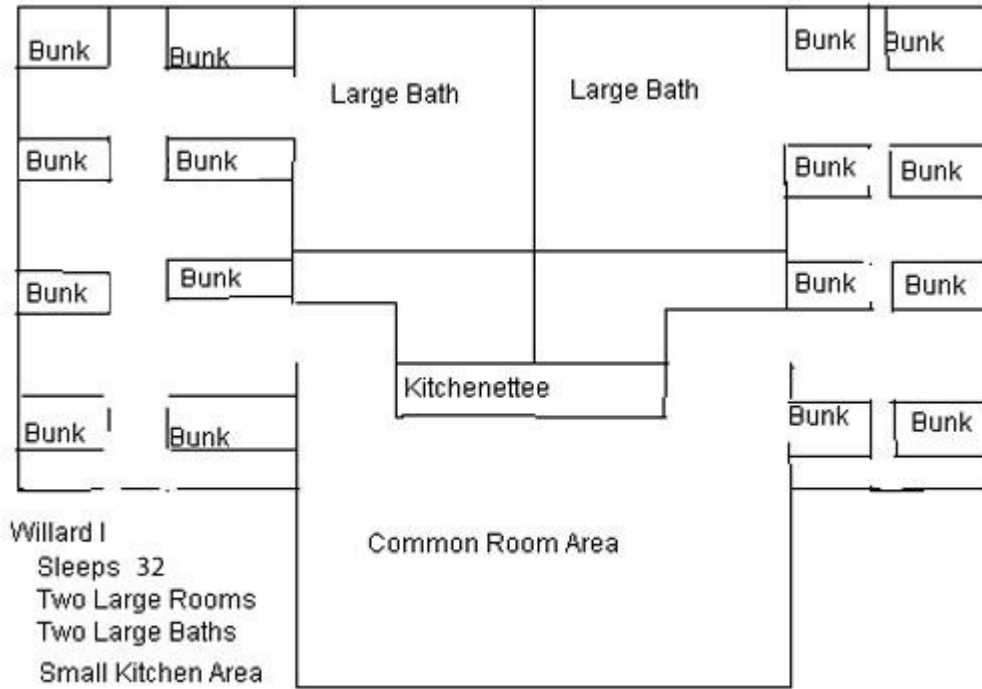 Bunk Bunk Bunk Bunk
Large Bath Large Bath
Bunk Bunk Bunk Bunk
Bunk Bunk Bunk Bunk
Kitchenettee
Bunk Bunk Bunk Bunk
Common Room Area
Willard I
Sleeps 32
Two Large Rooms
Two Large Baths
Small Kitchen Area